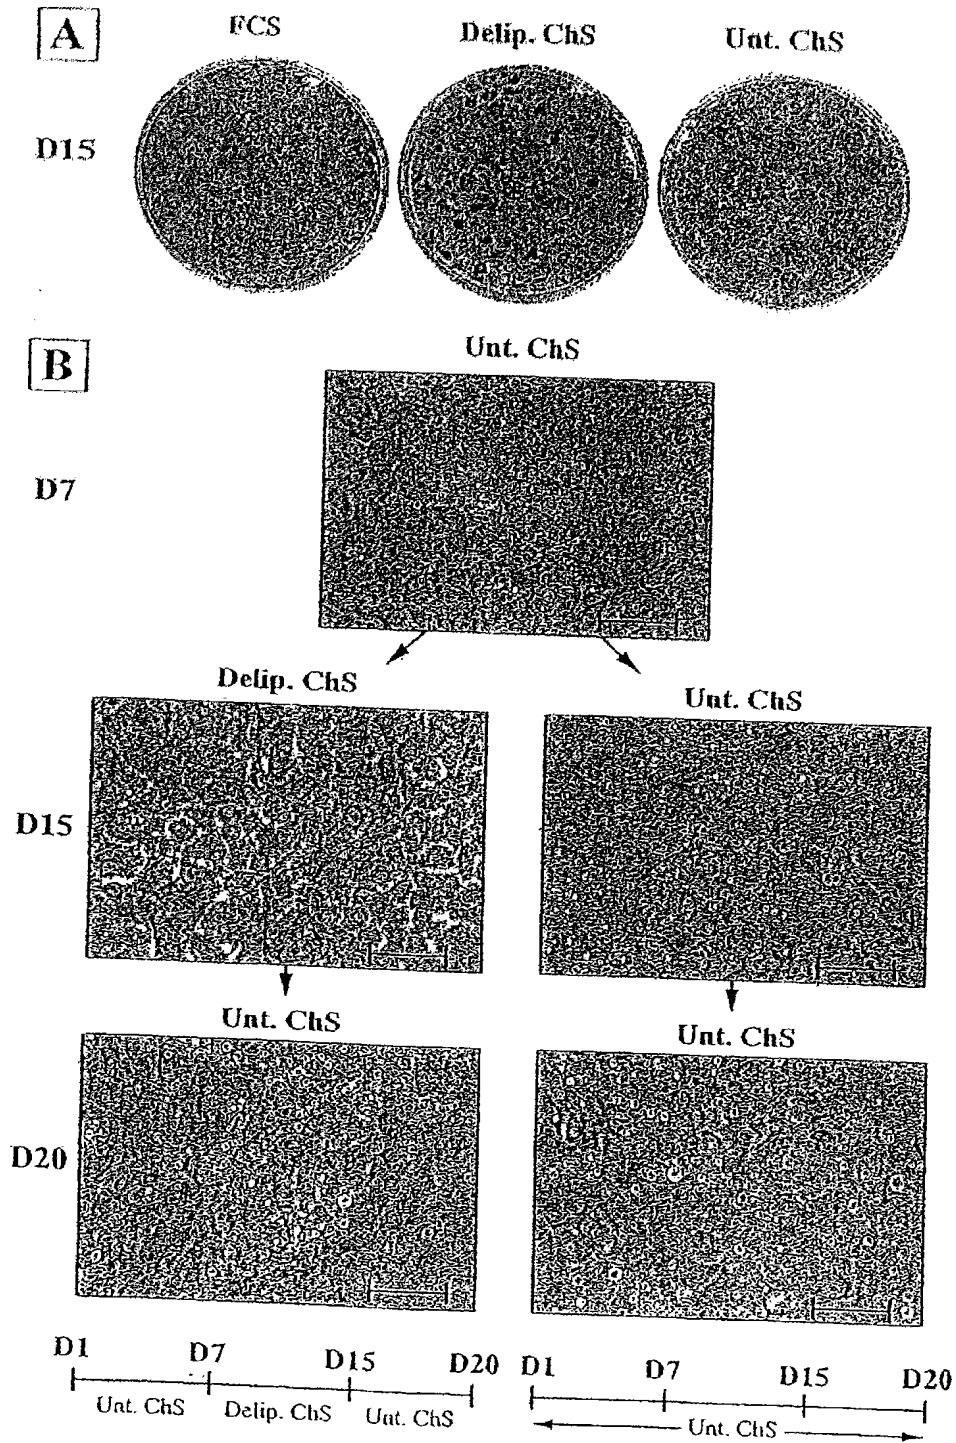 A
FCS Delip. ChS Unt. ChS
D15
B
Unt. ChS
D7
Delip. ChS Unt. ChS
D15
Unt. ChS Unt. ChS
D20
D1 D7 D15 D20 D1 D7 D15 D20
Unt. ChS Delip. ChS Unt. ChS Unt. ChS